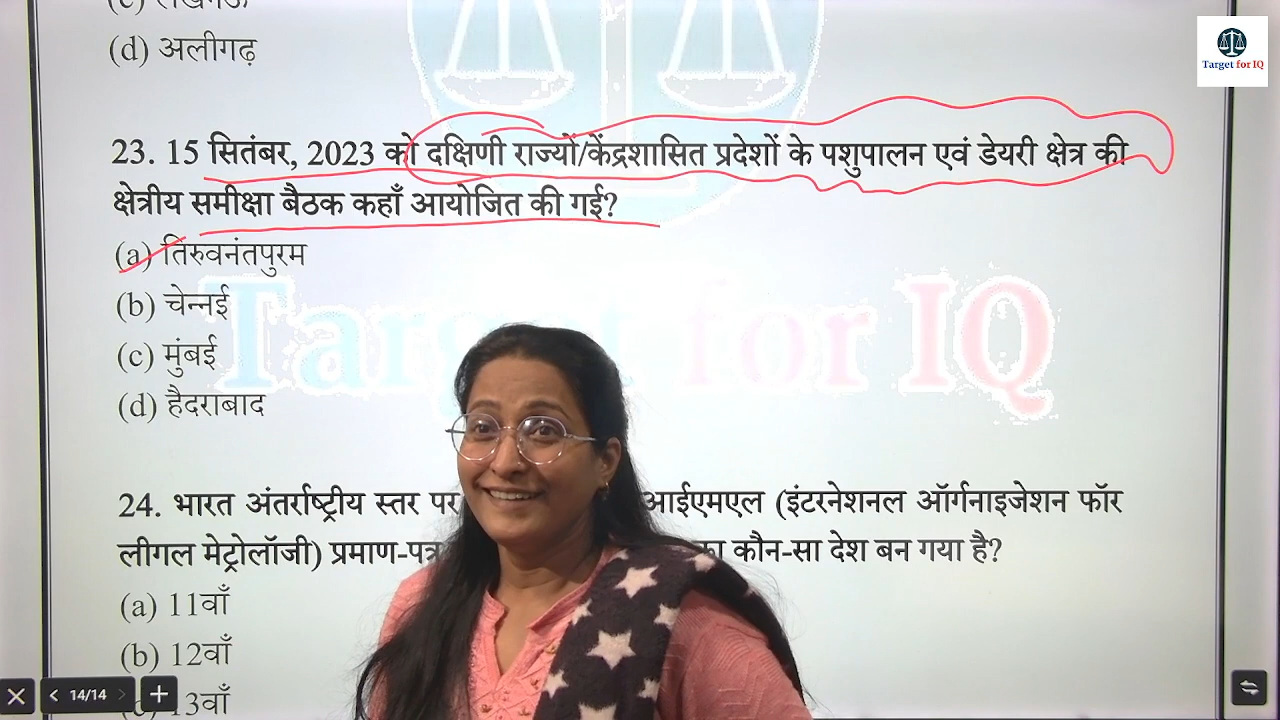 (c) लखनऊ
(d) अलीगढ़
Target for IQ
23. 15 सितंबर, 2023 को दक्षिणी राज्यों/केंद्रशासित प्रदेशों के पशुपालन एवं डेयरी क्षेत्र की
क्षेत्रीय समीक्षा बैठक कहाँ आयोजित की गई?
(a) तिरुवनंतपुरम
(b) चेन्नई
(c) मुंबई
(d) हैदराबाद
Target for IQ
24. भारत अंतर्राष्ट्रीय स्तर पर आईएमएल (इंटरनेशनल ऑर्गनाइजेशन फॉर
लीगल मेट्रोलॉजी) प्रमाण-पत्र का कौन-सा देश बन गया है?
(a) 11वाँ
(b) 12वाँ
(c) 13वाँ
14/14